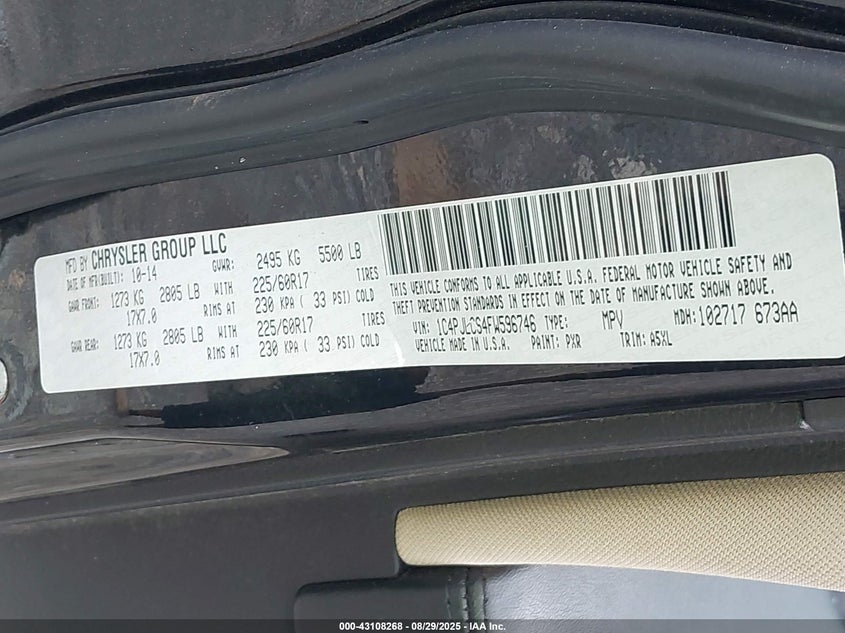 MFD BY CHRYSLER GROUP LLC
DATE OF MFR(BUILT): 10-14 GVWR: 2495 KG 5500 LB
GAWR FRONT: 1273 KG 2805 LB WITH 225/60R17 TIRES
17X7.0 RIMS AT 230 KPA ( 33 PSI) COLD
GAWR REAR: 1273 KG 2805 LB WITH 225/60R17 TIRES
17X7.0 RIMS AT 230 KPA ( 33 PSI) COLD
THIS VEHICLE CONFORMS TO ALL APPLICABLE U.S.A. FEDERAL MOTOR VEHICLE SAFETY AND
THEFT PREVENTION STANDARDS IN EFFECT ON THE DATE OF MANUFACTURE SHOWN ABOVE.
VIN: 1C4PJLCS4FW596746 TYPE: MPV MDH: 102717 673AA
VEHICLE MADE IN U.S.A. PAINT: PXR TRIM: A5XL
000-43108268 - 08/29/2025 - IAA Inc.